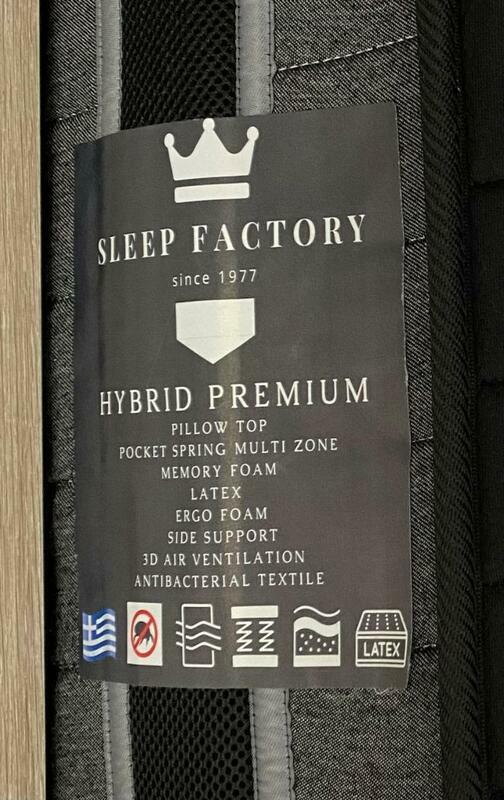 SLEEP FACTORY
since 1977
HYBRID PREMIUM
PILLOW TOP
POCKET SPRING MULTI ZONE
MEMORY FOAM
LATEX
ERGO FOAM
SIDE SUPPORT
3D AIR VENTILATION
ANTIBACTERIAL TEXTILE
LATEX